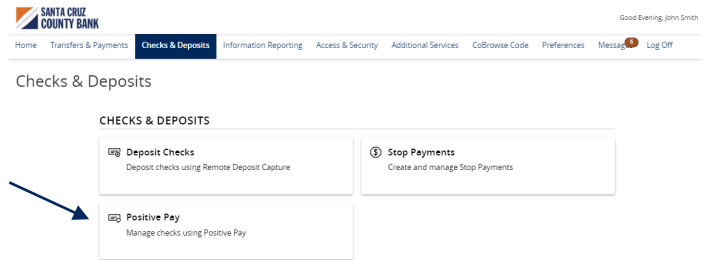 SANTA CRUZ
COUNTY BANK
Good Evening, John Smith
Home Transfers & Payments Checks & Deposits Information Reporting Access & Security Additional Services CoBrowse Code Preferences Messages 6 Log Off
Checks & Deposits
CHECKS & DEPOSITS
Deposit Checks
Deposit checks using Remote Deposit Capture
Stop Payments
Create and manage Stop Payments
Positive Pay
Manage checks using Positive Pay